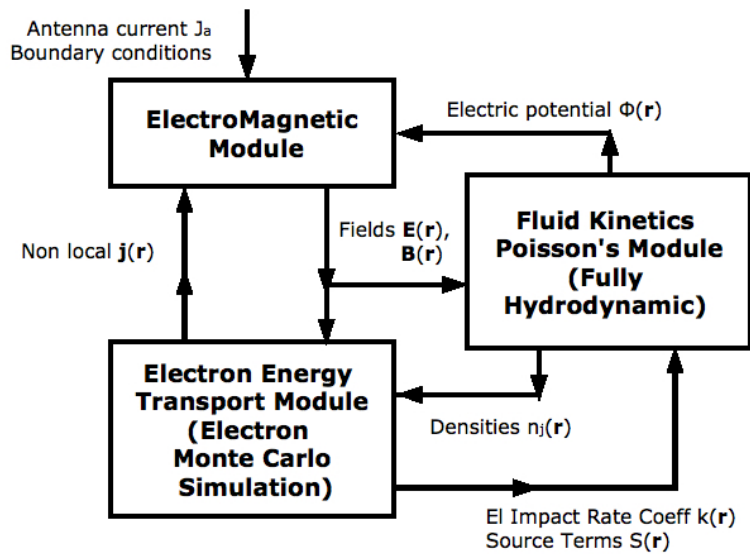 Antenna current Jₐ
Boundary conditions
ElectroMagnetic
Module
Electric potential Φ(r)
Fluid Kinetics
Poisson's Module
(Fully
Hydrodynamic)
Fields E(r),
B(r)
Non local j(r)
Electron Energy
Transport Module
(Electron
Monte Carlo
Simulation)
Densities nⱼ(r)
El Impact Rate Coeff k(r)
Source Terms S(r)